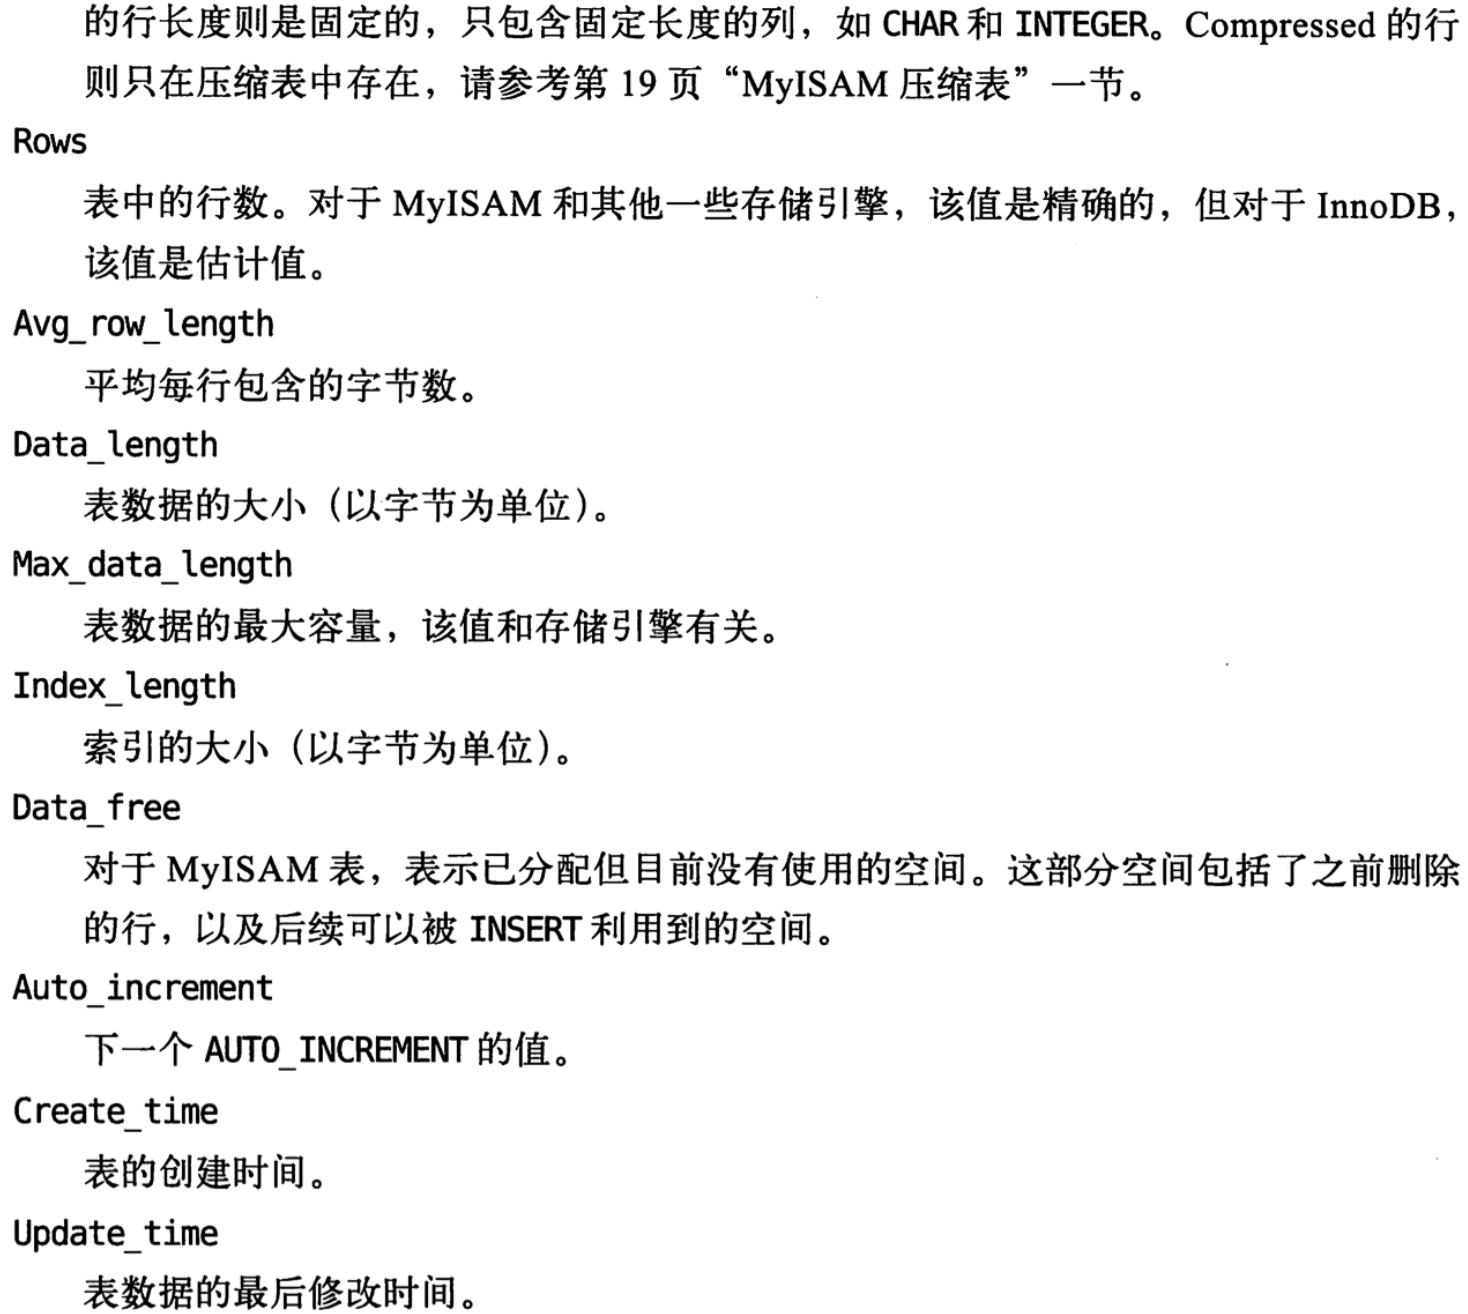 的行长度则是固定的，只包含固定长度的列，如 CHAR 和 INTEGER。Compressed 的行
则只在压缩表中存在，请参考第 19 页“MyISAM 压缩表”一节。
Rows
表中的行数。对于 MyISAM 和其他一些存储引擎，该值是精确的，但对于 InnoDB，
该值是估计值。
Avg_row_length
平均每行包含的字节数。
Data_length
表数据的大小（以字节为单位）。
Max_data_length
表数据的最大容量，该值和存储引擎有关。
Index_length
索引的大小（以字节为单位）。
Data_free
对于 MyISAM 表，表示已分配但目前没有使用的空间。这部分空间包括了之前删除
的行，以及后续可以被 INSERT 利用到的空间。
Auto_increment
下一个 AUTO_INCREMENT 的值。
Create_time
表的创建时间。
Update_time
表数据的最后修改时间。